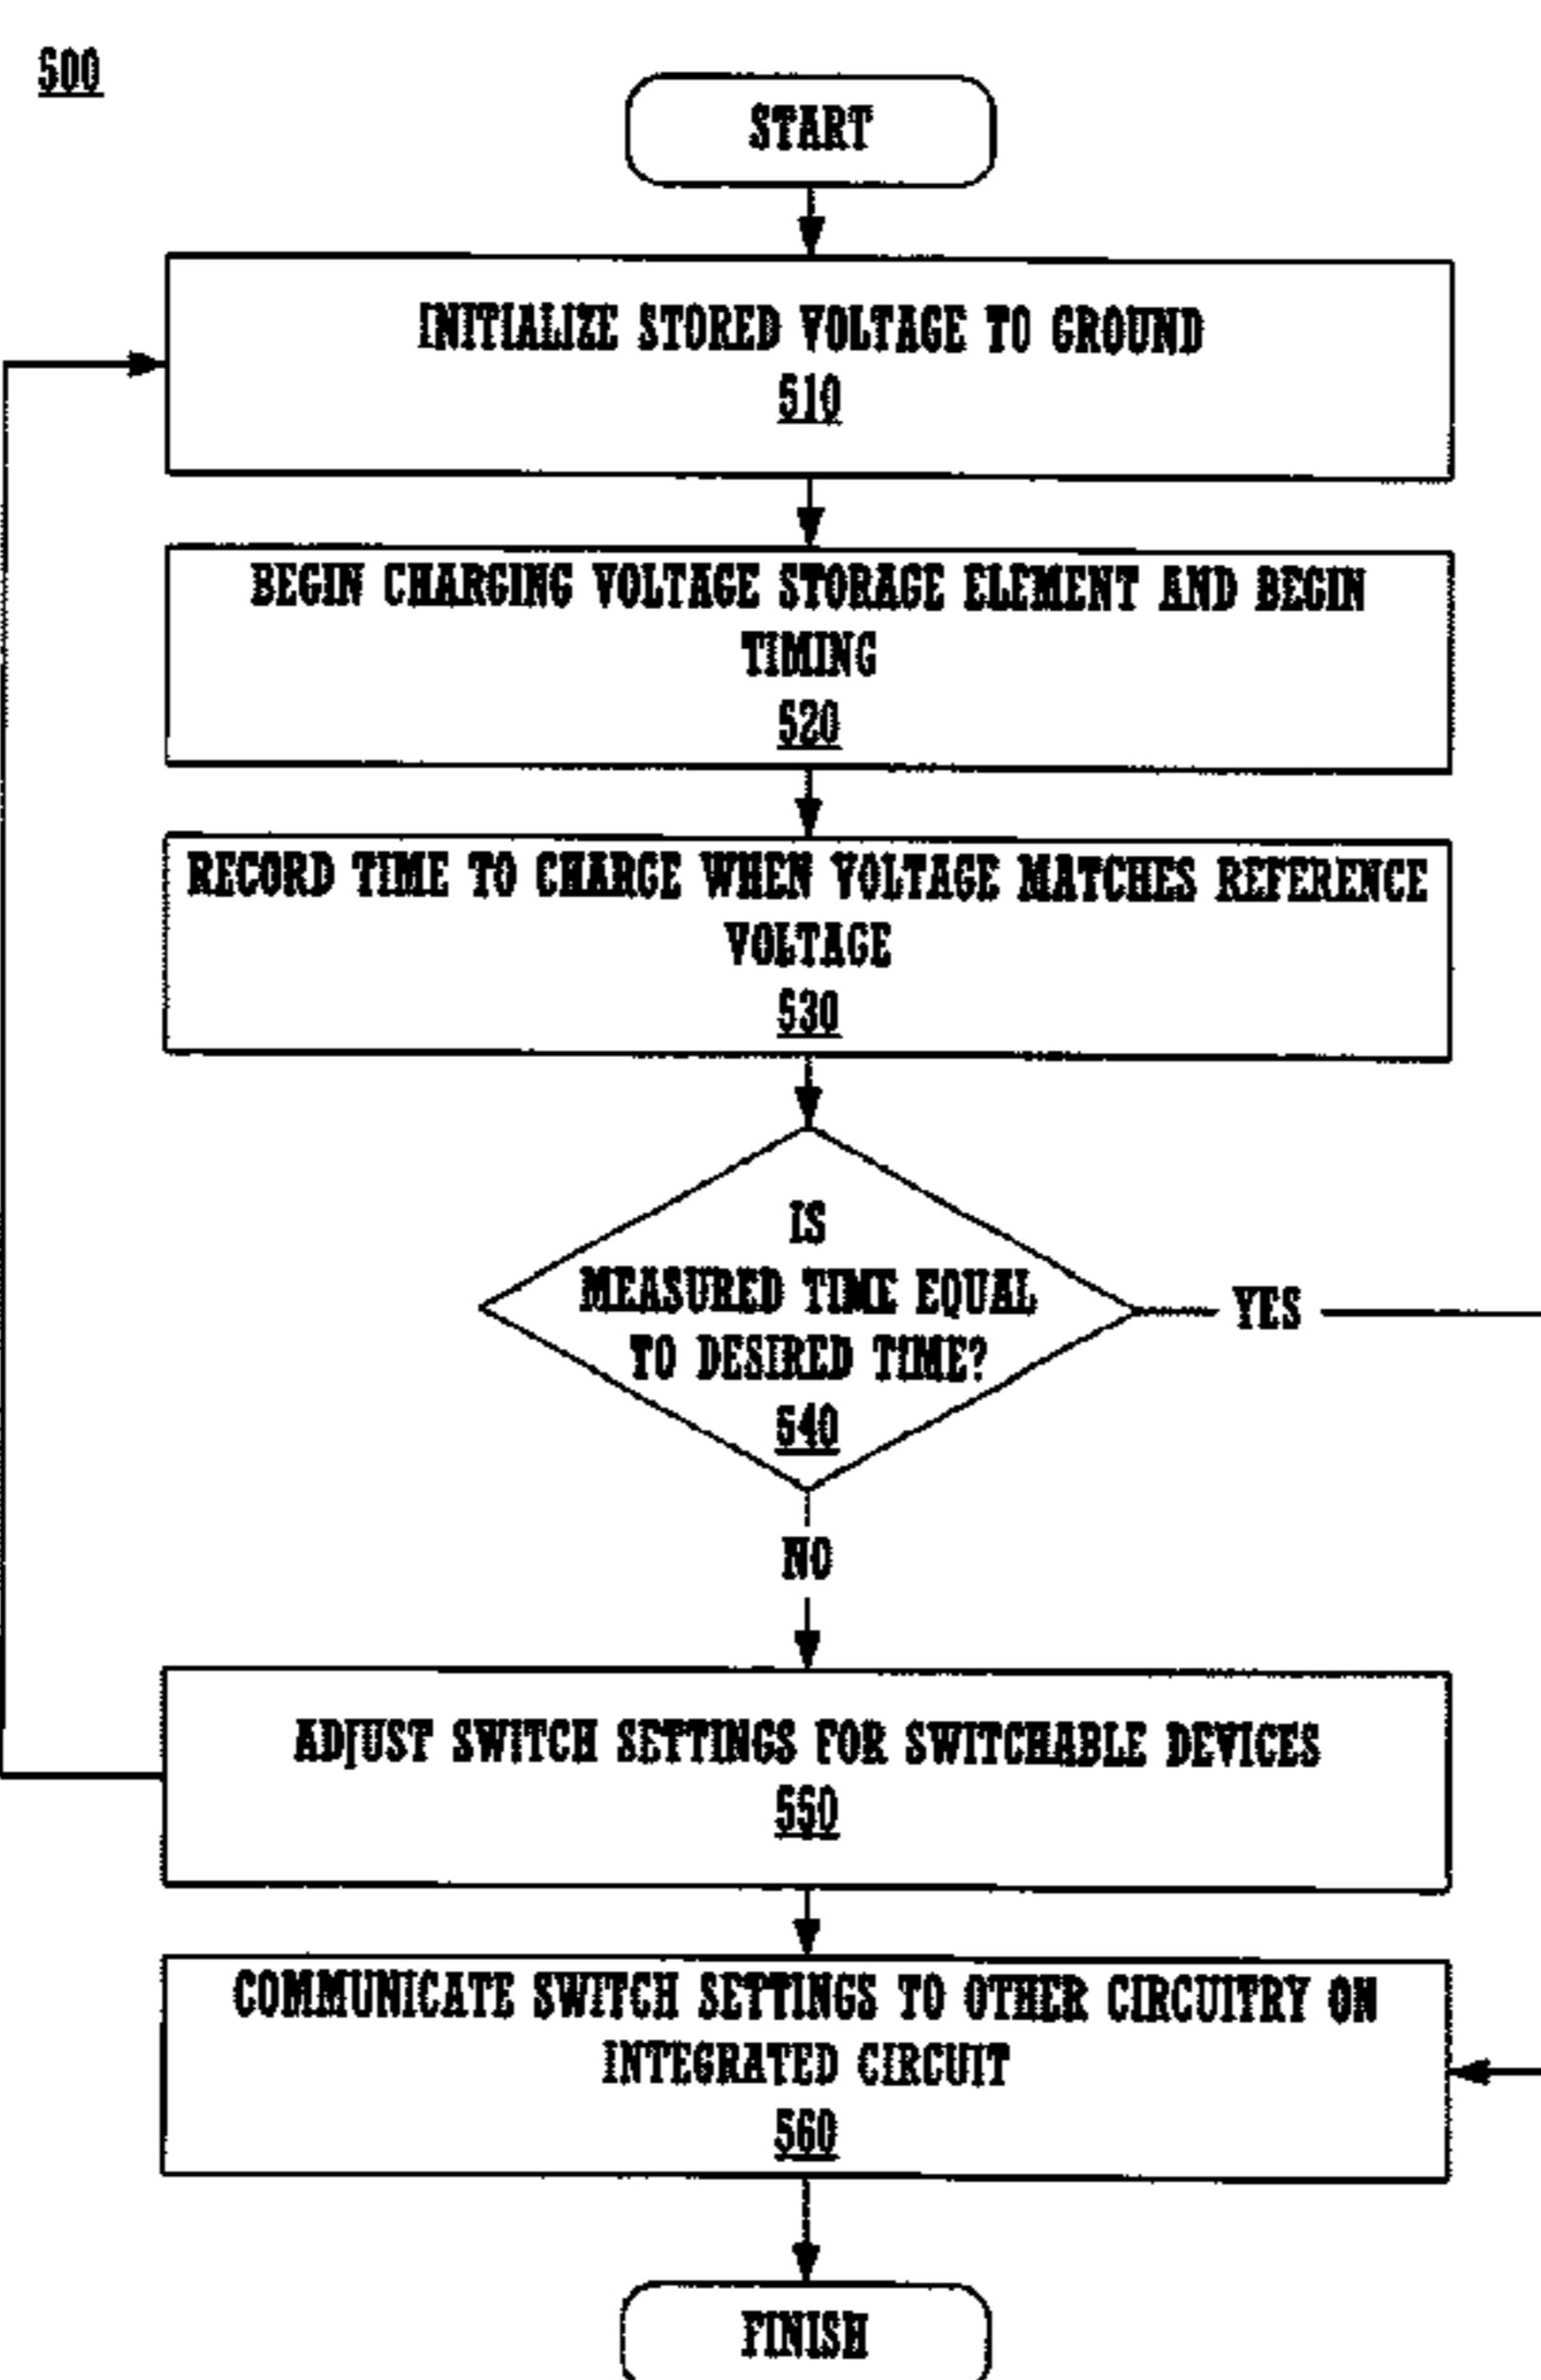 500
START
INITIALIZE STORED VOLTAGE TO GROUND
510
BEGIN CHARGING VOLTAGE STORAGE ELEMENT AND BEGIN
TIMING
520
RECORD TIME TO CHARGE WHEN VOLTAGE MATCHES REFERENCE
VOLTAGE
530
IS
MEASURED TIME EQUAL
TO DESIRED TIME?
540
YES
NO
ADJUST SWITCH SETTINGS FOR SWITCHABLE DEVICES
550
COMMUNICATE SWITCH SETTINGS TO OTHER CIRCUITRY ON
INTEGRATED CIRCUIT
560
FINISH